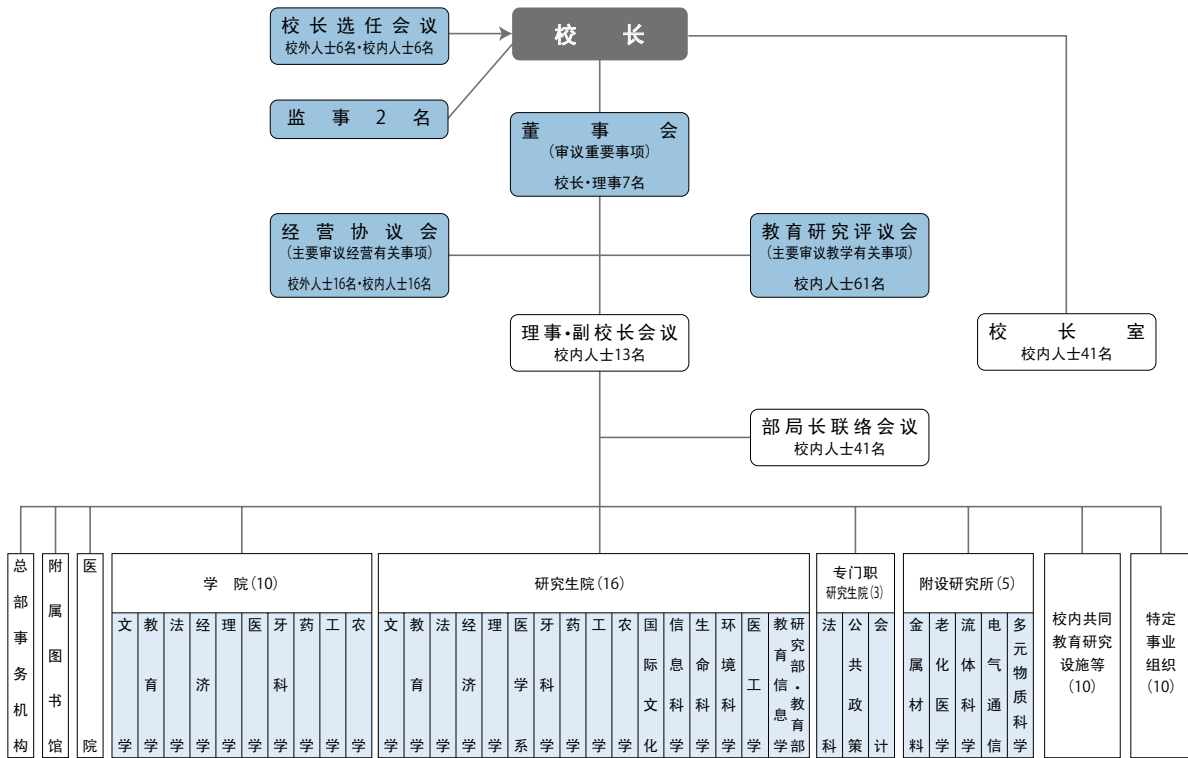 校长选任会议
校外人士6名•校内人士6名
校 长
监事2名
董事会
（审议重要事项）
校长•理事7名
经营协议会
（主要审议经营有关事项）
校外人士16名•校内人士16名
教育研究评议会
（主要审议教学有关事项）
校内人士61名
理事•副校长会议
校内人士13名
校长室
校内人士41名
部局长联络会议
校内人士41名
总部事务机构
附属图书馆
医院
学 院（10）
文学
教育学
法学
经济学
理学
医学
牙科学
药学
工学
农学
研究生院（16）
文学
教育学
法学
经济学
理学
医学系
牙科学
药学
工学
农学
国际文化
信息科学
生命科学
环境科学
医工学
教育信息学
研究部•教育部
专门职
研究生院（3）
法科
公共政策
会计
附设研究所（5）
金属材料
老化医学
流体科学
电气通信
多元物质科学
校内共同
教育研究
设施等
（10）
特定
事业
组织
（10）